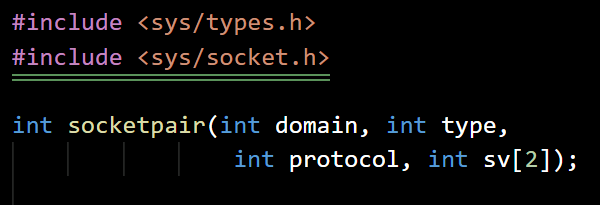 #include <sys/types.h>
#include <sys/socket.h>
int socketpair(int domain, int type,
int protocol, int sv[2]);